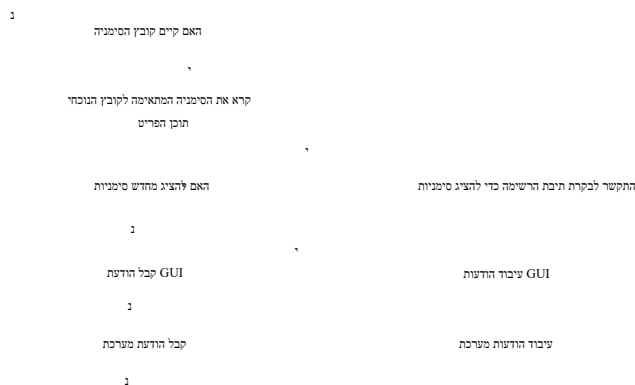 נ
האם קיים קובץ הסימניה
י
קרא את הסימניה המתאימה לקובץ הנוכחי
תוכן הפריט
י
האם להציג מחדש סימניות
התקשר לבקרת תיבת הרשימה כדי להציג סימניות
נ
י
GUI קבל הודעת
GUI עיבוד הודעות
נ
קבל הודעת מערכת
עיבוד הודעות מערכת
נ